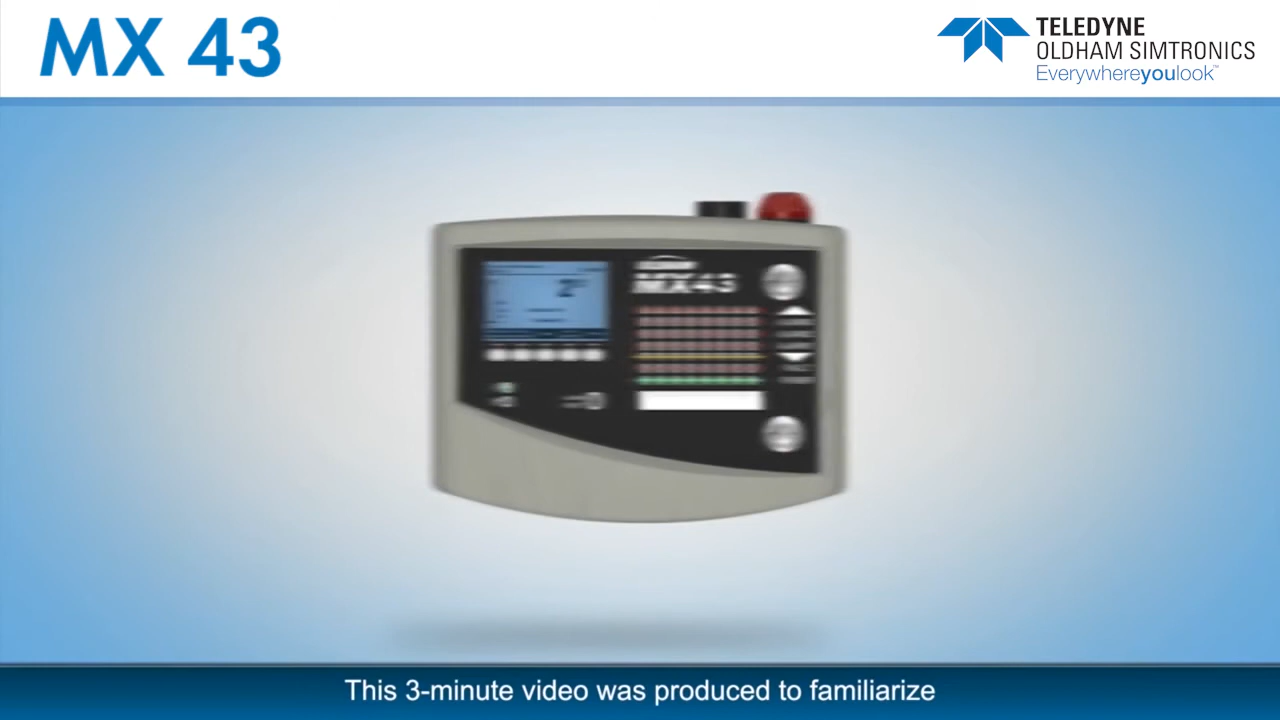 MX 43
TELEDYNE
OLDHAM SIMTRONICS
Everywhereyoulook™
MX43
This 3-minute video was produced to familiarize